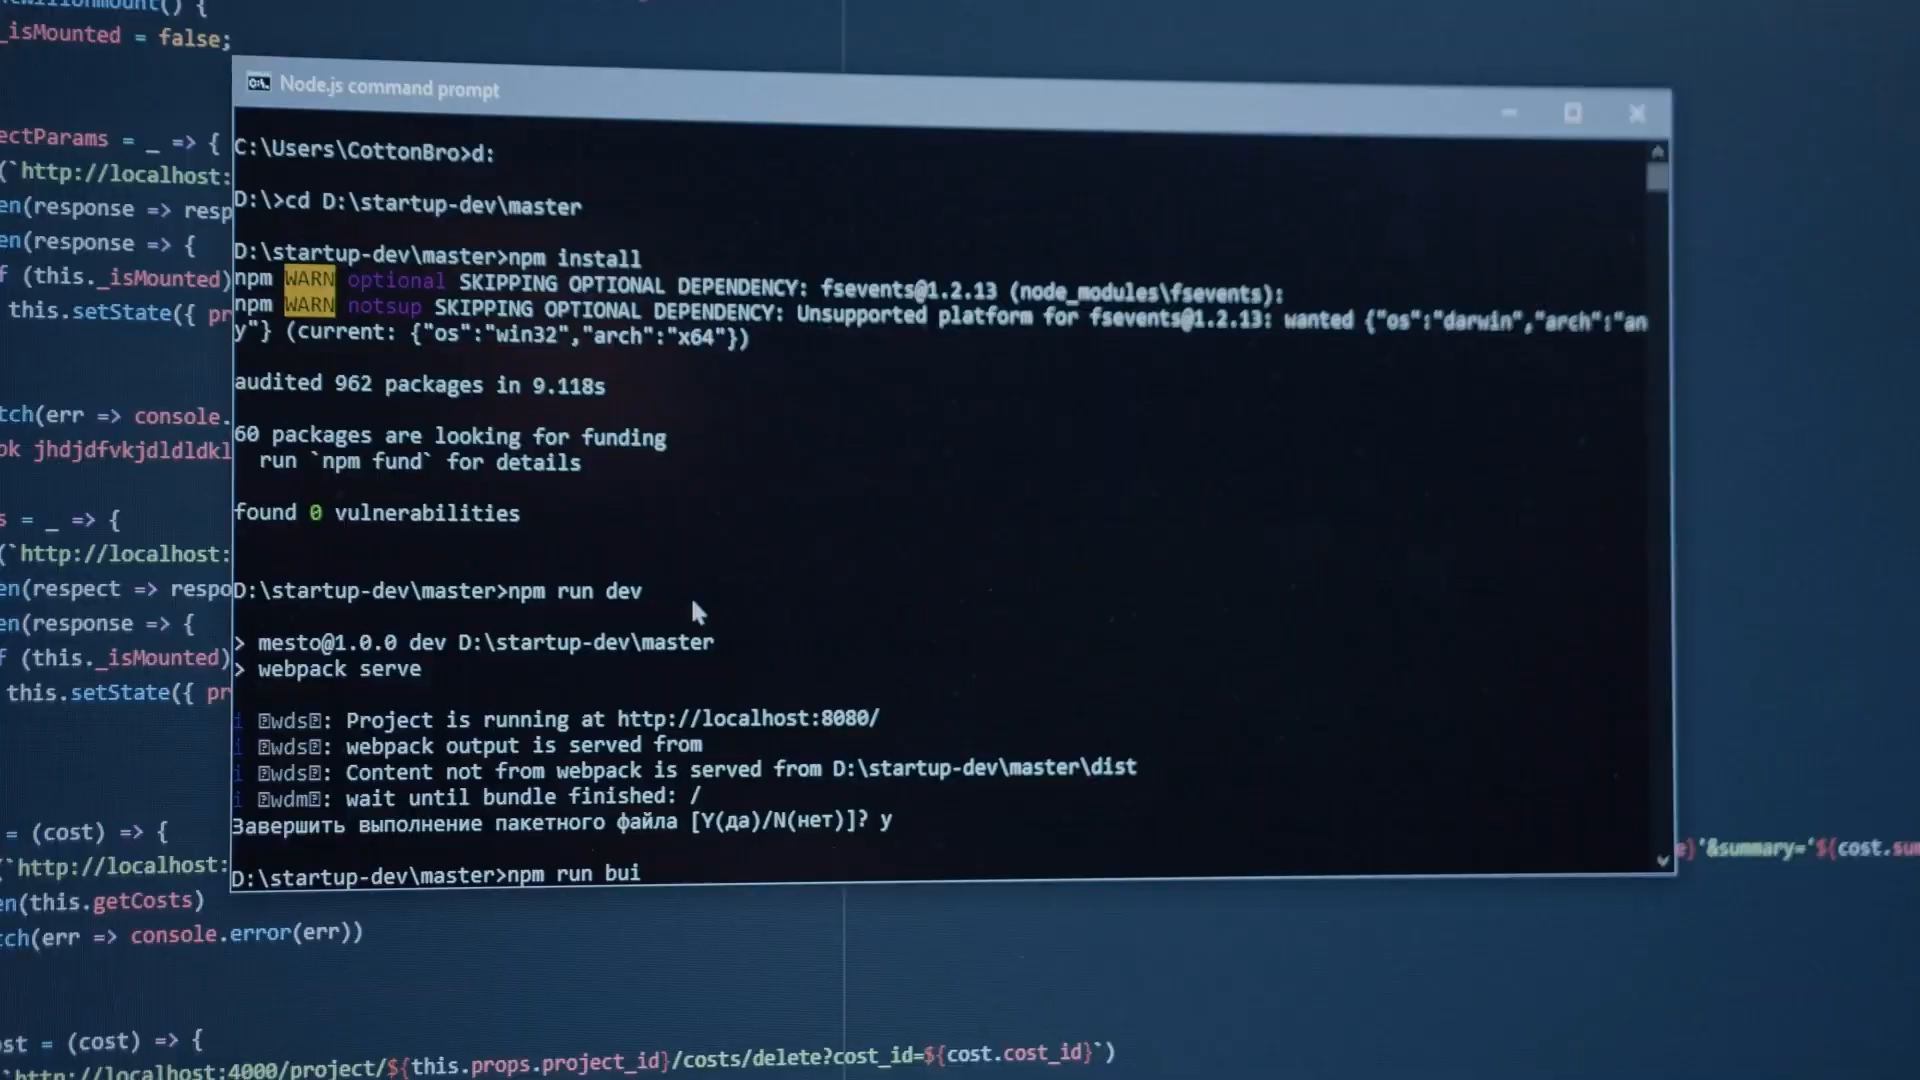 _isMounted = false;
Node.js command prompt
ectParams = _ => {
(`http://localhost:
en(response => resp
en(response => {
f (this._isMounted)
this.setState({ pr
tch(err => console.
ok jhdjdfvkjdldldkl
s = _ => {
(`http://localhost:
en(respect => respo
en(response => {
f (this._isMounted)
this.setState({ pr
= (cost) => {
(`http://localhost:
en(this.getCosts)
tch(err => console.error(err))
ost = (cost) => {
`http://localhost:4000/project/${this.props.project_id}/costs/delete?cost_id=${cost.cost_id}`)
C:\Users\CottonBro>d:
D:\>cd D:\startup-dev\master
D:\startup-dev\master>npm install
npm WARN optional SKIPPING OPTIONAL DEPENDENCY: fsevents@1.2.13 (node_modules\fsevents):
npm WARN notsup SKIPPING OPTIONAL DEPENDENCY: Unsupported platform for fsevents@1.2.13: wanted {"os":"darwin","arch":"an
y"} (current: {"os":"win32","arch":"x64"})
audited 962 packages in 9.118s
60 packages are looking for funding
run `npm fund` for details
found 0 vulnerabilities
D:\startup-dev\master>npm run dev
> mesto@1.0.0 dev D:\startup-dev\master
> webpack serve
i ⍰wds⍰: Project is running at http://localhost:8080/
i ⍰wds⍰: webpack output is served from
i ⍰wds⍰: Content not from webpack is served from D:\startup-dev\master\dist
i ⍰wdm⍰: wait until bundle finished: /
Завершить выполнение пакетного файла [Y(да)/N(нет)]? y
D:\startup-dev\master>npm run bui
e}'&summary='${cost.sum